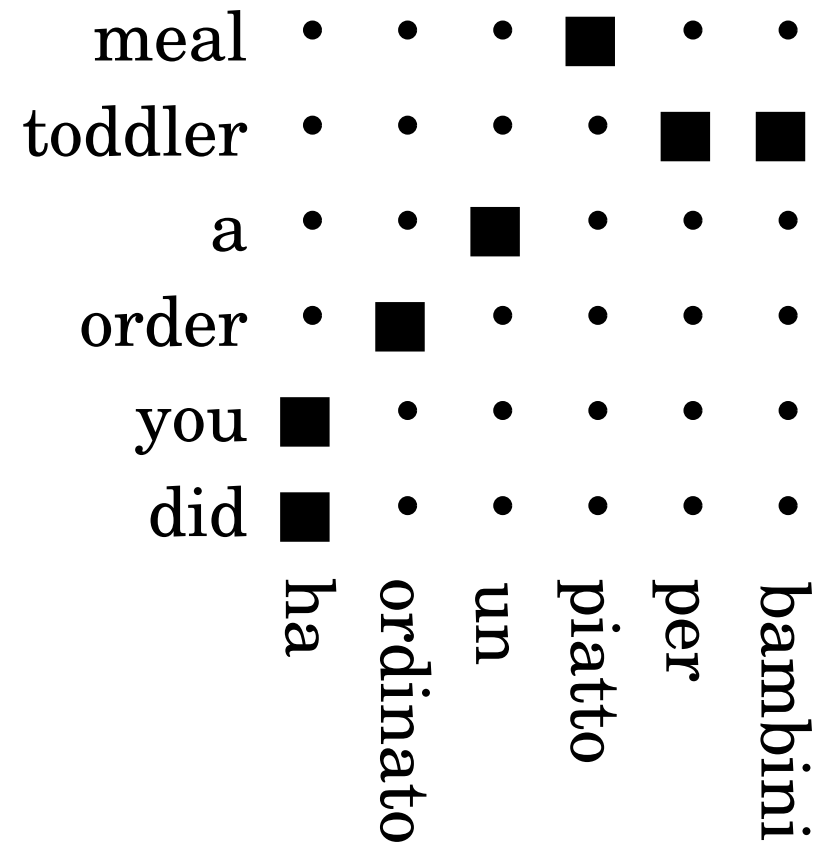 meal
toddler
a
order
you
did
ha
ordinato
un
piatto
per
bambini